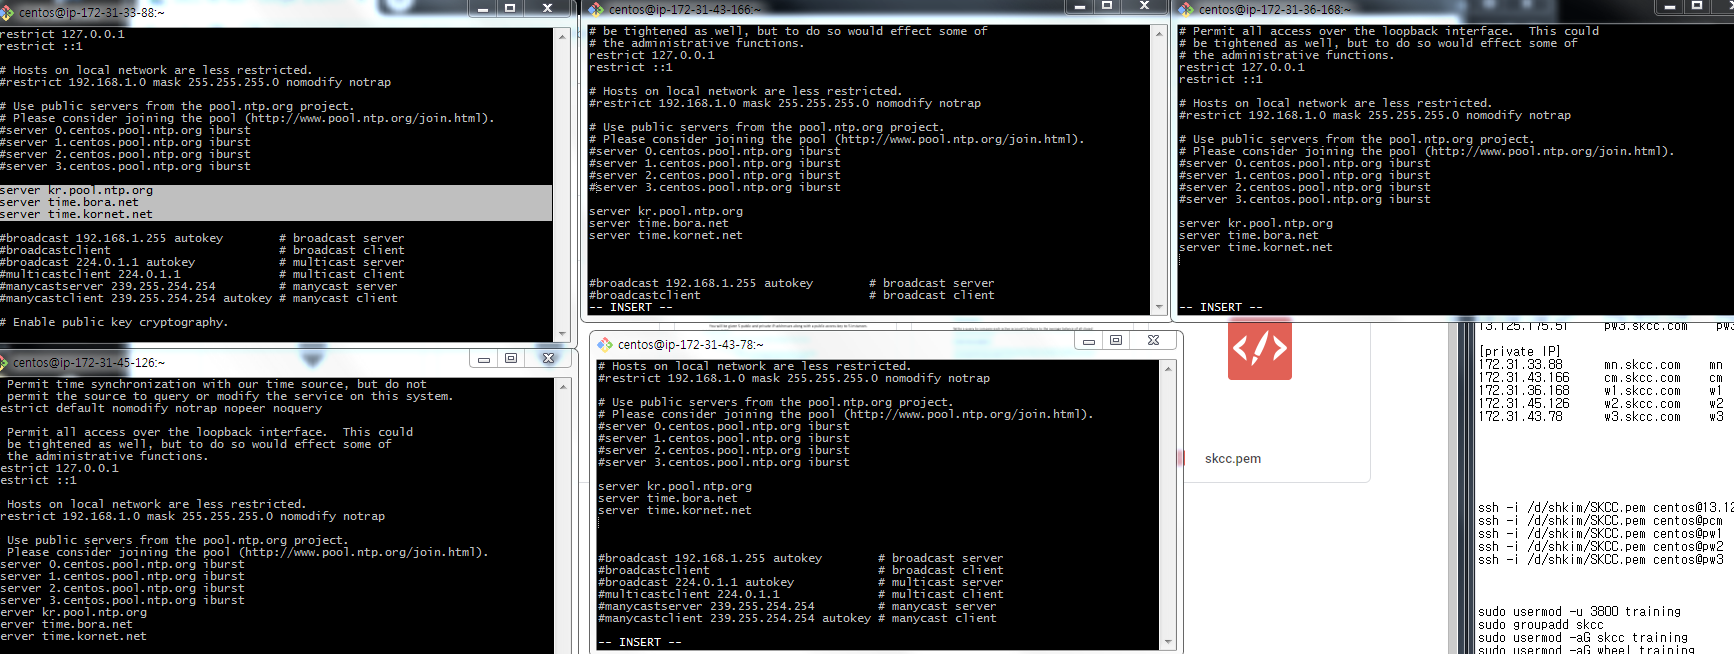 centos@ip-172-31-33-88:~
restrict 127.0.0.1
restrict ::1
# Hosts on local network are less restricted.
#restrict 192.168.1.0 mask 255.255.255.0 nomodify notrap
# Use public servers from the pool.ntp.org project.
# Please consider joining the pool (http://www.pool.ntp.org/join.html).
#server 0.centos.pool.ntp.org iburst
#server 1.centos.pool.ntp.org iburst
#server 2.centos.pool.ntp.org iburst
#server 3.centos.pool.ntp.org iburst
server kr.pool.ntp.org
server time.bora.net
server time.kornet.net
#broadcast 192.168.1.255 autokey # broadcast server
#broadcastclient # broadcast client
#broadcast 224.0.1.1 autokey # multicast server
#multicastclient 224.0.1.1 # multicast client
#manycastserver 239.255.254.254 # manycast server
#manycastclient 239.255.254.254 autokey # manycast client
# Enable public key cryptography.
centos@ip-172-31-43-166:~
# be tightened as well, but to do so would effect some of
# the administrative functions.
restrict 127.0.0.1
restrict ::1
# Hosts on local network are less restricted.
#restrict 192.168.1.0 mask 255.255.255.0 nomodify notrap
# Use public servers from the pool.ntp.org project.
# Please consider joining the pool (http://www.pool.ntp.org/join.html).
#server 0.centos.pool.ntp.org iburst
#server 1.centos.pool.ntp.org iburst
#server 2.centos.pool.ntp.org iburst
#server 3.centos.pool.ntp.org iburst
server kr.pool.ntp.org
server time.bora.net
server time.kornet.net
#broadcast 192.168.1.255 autokey # broadcast server
#broadcastclient # broadcast client
-- INSERT --
centos@ip-172-31-36-168:~
# Permit all access over the loopback interface. This could
# be tightened as well, but to do so would effect some of
# the administrative functions.
restrict 127.0.0.1
restrict ::1
# Hosts on local network are less restricted.
#restrict 192.168.1.0 mask 255.255.255.0 nomodify notrap
# Use public servers from the pool.ntp.org project.
# Please consider joining the pool (http://www.pool.ntp.org/join.html).
#server 0.centos.pool.ntp.org iburst
#server 1.centos.pool.ntp.org iburst
#server 2.centos.pool.ntp.org iburst
#server 3.centos.pool.ntp.org iburst
server kr.pool.ntp.org
server time.bora.net
server time.kornet.net
-- INSERT --
centos@ip-172-31-45-126:~
Permit time synchronization with our time source, but do not
permit the source to query or modify the service on this system.
estrict default nomodify notrap nopeer noquery
Permit all access over the loopback interface. This could
be tightened as well, but to do so would effect some of
the administrative functions.
estrict 127.0.0.1
estrict ::1
Hosts on local network are less restricted.
restrict 192.168.1.0 mask 255.255.255.0 nomodify notrap
Use public servers from the pool.ntp.org project.
Please consider joining the pool (http://www.pool.ntp.org/join.html).
server 0.centos.pool.ntp.org iburst
server 1.centos.pool.ntp.org iburst
server 2.centos.pool.ntp.org iburst
server 3.centos.pool.ntp.org iburst
erver kr.pool.ntp.org
erver time.bora.net
erver time.kornet.net
centos@ip-172-31-43-78:~
# Hosts on local network are less restricted.
#restrict 192.168.1.0 mask 255.255.255.0 nomodify notrap
# Use public servers from the pool.ntp.org project.
# Please consider joining the pool (http://www.pool.ntp.org/join.html).
#server 0.centos.pool.ntp.org iburst
#server 1.centos.pool.ntp.org iburst
#server 2.centos.pool.ntp.org iburst
#server 3.centos.pool.ntp.org iburst
server kr.pool.ntp.org
server time.bora.net
server time.kornet.net
#broadcast 192.168.1.255 autokey # broadcast server
#broadcastclient # broadcast client
#broadcast 224.0.1.1 autokey # multicast server
#multicastclient 224.0.1.1 # multicast client
#manycastserver 239.255.254.254 # manycast server
#manycastclient 239.255.254.254 autokey # manycast client
-- INSERT --
skcc.pem
13.125.175.51 pw3.skcc.com
[private IP]
172.31.33.88 mn.skcc.com mn
172.31.43.166 cm.skcc.com cm
172.31.36.168 w1.skcc.com w1
172.31.45.126 w2.skcc.com w2
172.31.43.78 w3.skcc.com w3
ssh -i /d/shkim/SKCC.pem centos@13.12
ssh -i /d/shkim/SKCC.pem centos@pcm
ssh -i /d/shkim/SKCC.pem centos@pw1
ssh -i /d/shkim/SKCC.pem centos@pw2
ssh -i /d/shkim/SKCC.pem centos@pw3
sudo usermod -u 3800 training
sudo groupadd skcc
sudo usermod -aG skcc training
sudo usermod -aG wheel training